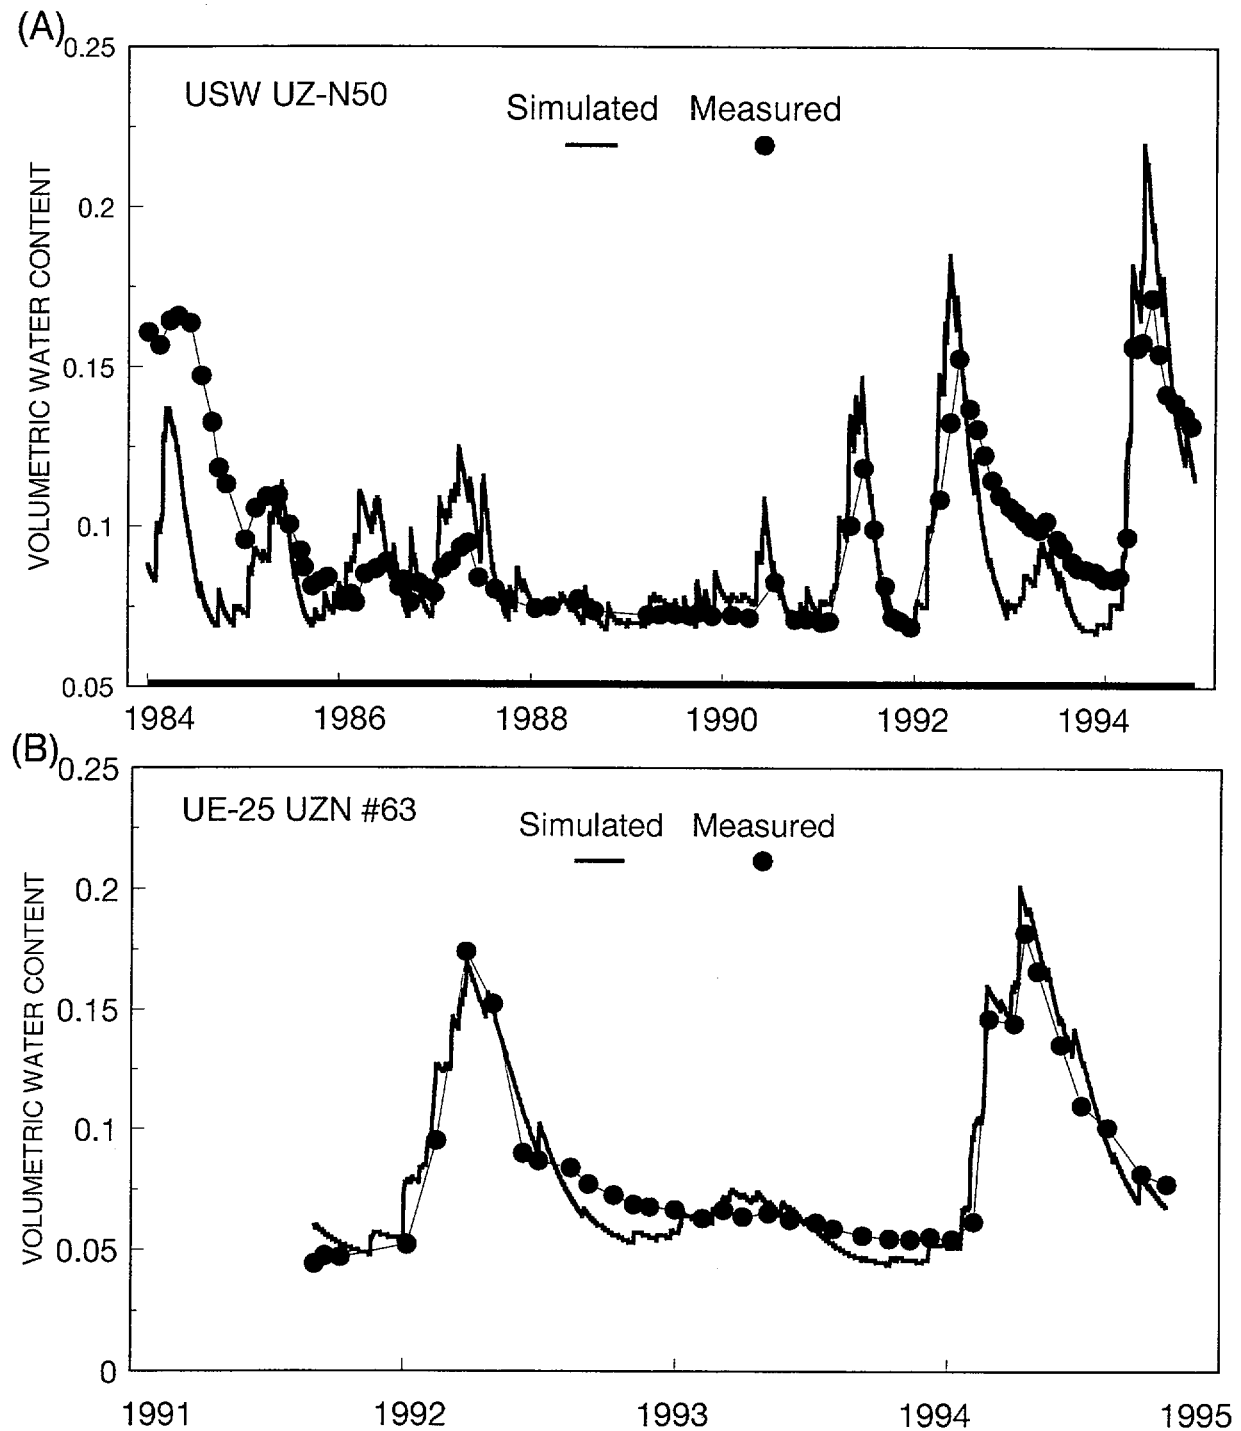 (A)
0.25
USW UZ-N50
Simulated Measured
0.2
0.15
0.1
0.05
VOLUMETRIC WATER CONTENT
1984 1986 1988 1990 1992 1994
(B)
0.25
UE-25 UZN #63
Simulated Measured
0.2
0.15
0.1
0.05
0
VOLUMETRIC WATER CONTENT
1991 1992 1993 1994 1995